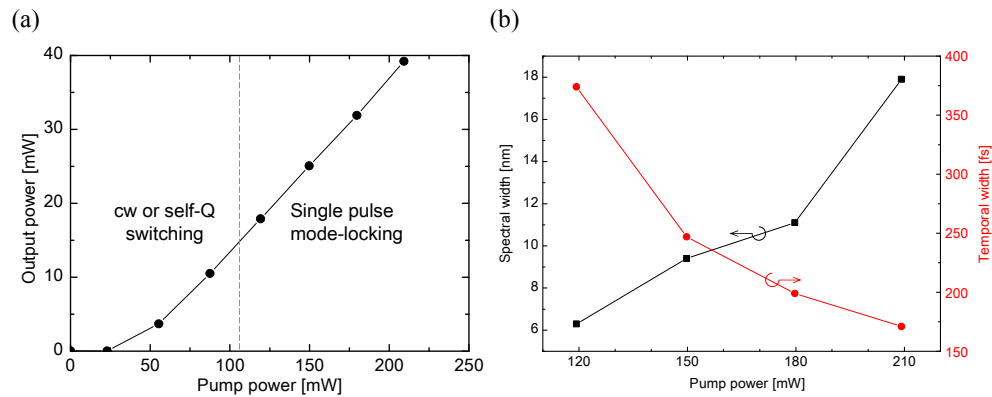 (a)
40
30
20
10
0
Output power [mW]
cw or self-Q
switching
Single pulse
mode-locking
0
50
100
150
200
250
Pump power [mW]
(b)
18
16
14
12
10
8
6
Spedral width [nm]
400
350
300
250
200
150
Temporal width [fs]
120
150
180
210
Pump power [mW]